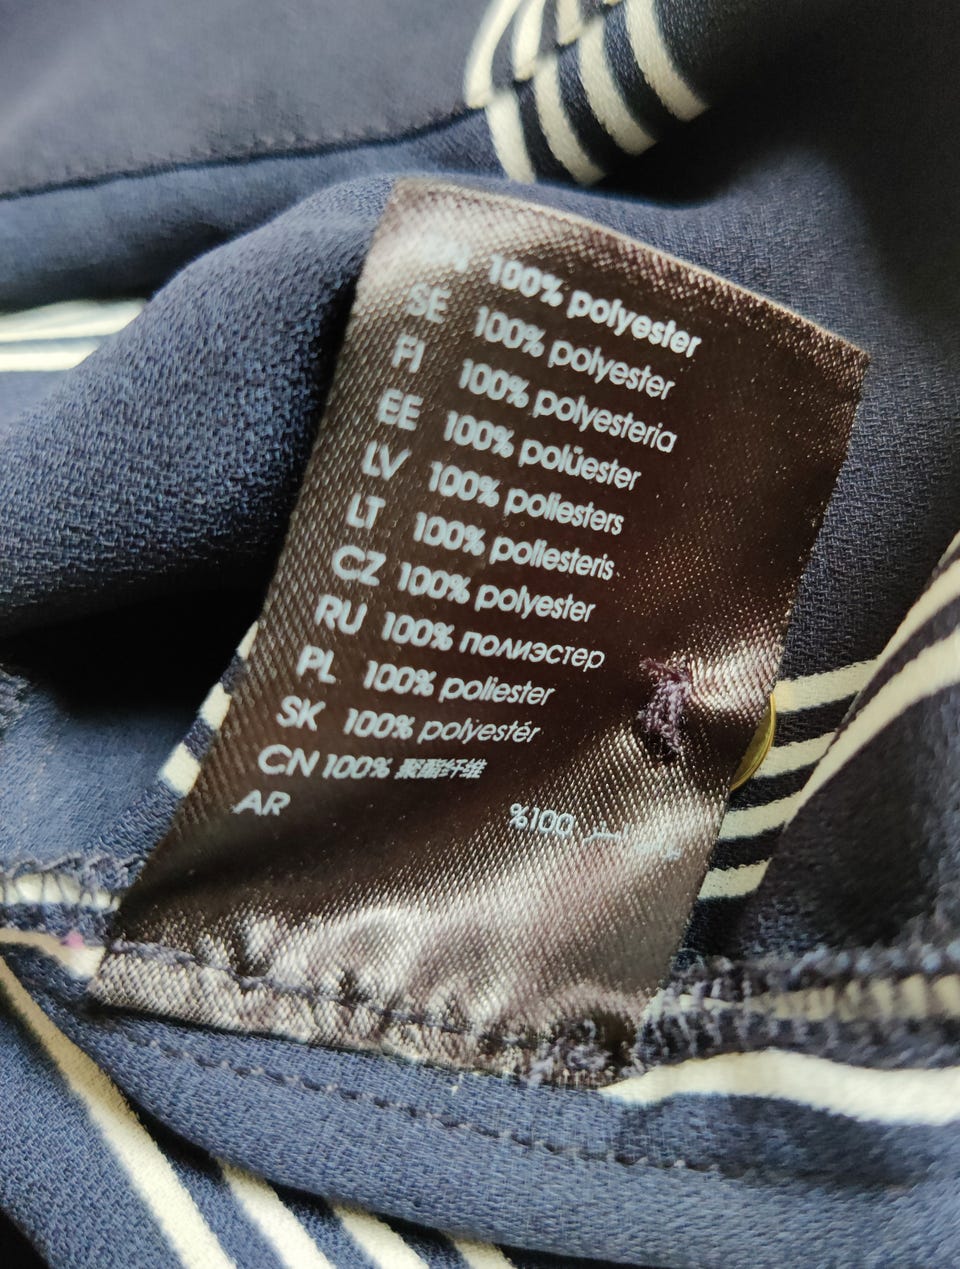 100% polyester
SE 100% polyester
FI 100% polyesteria
EE 100% polüester
LV 100% poliesters
LT 100% poliesteris
CZ 100% polyester
RU 100% полиэстер
PL 100% poliester
SK 100% polyestér
CN 100% 聚酯纤维
AR %100